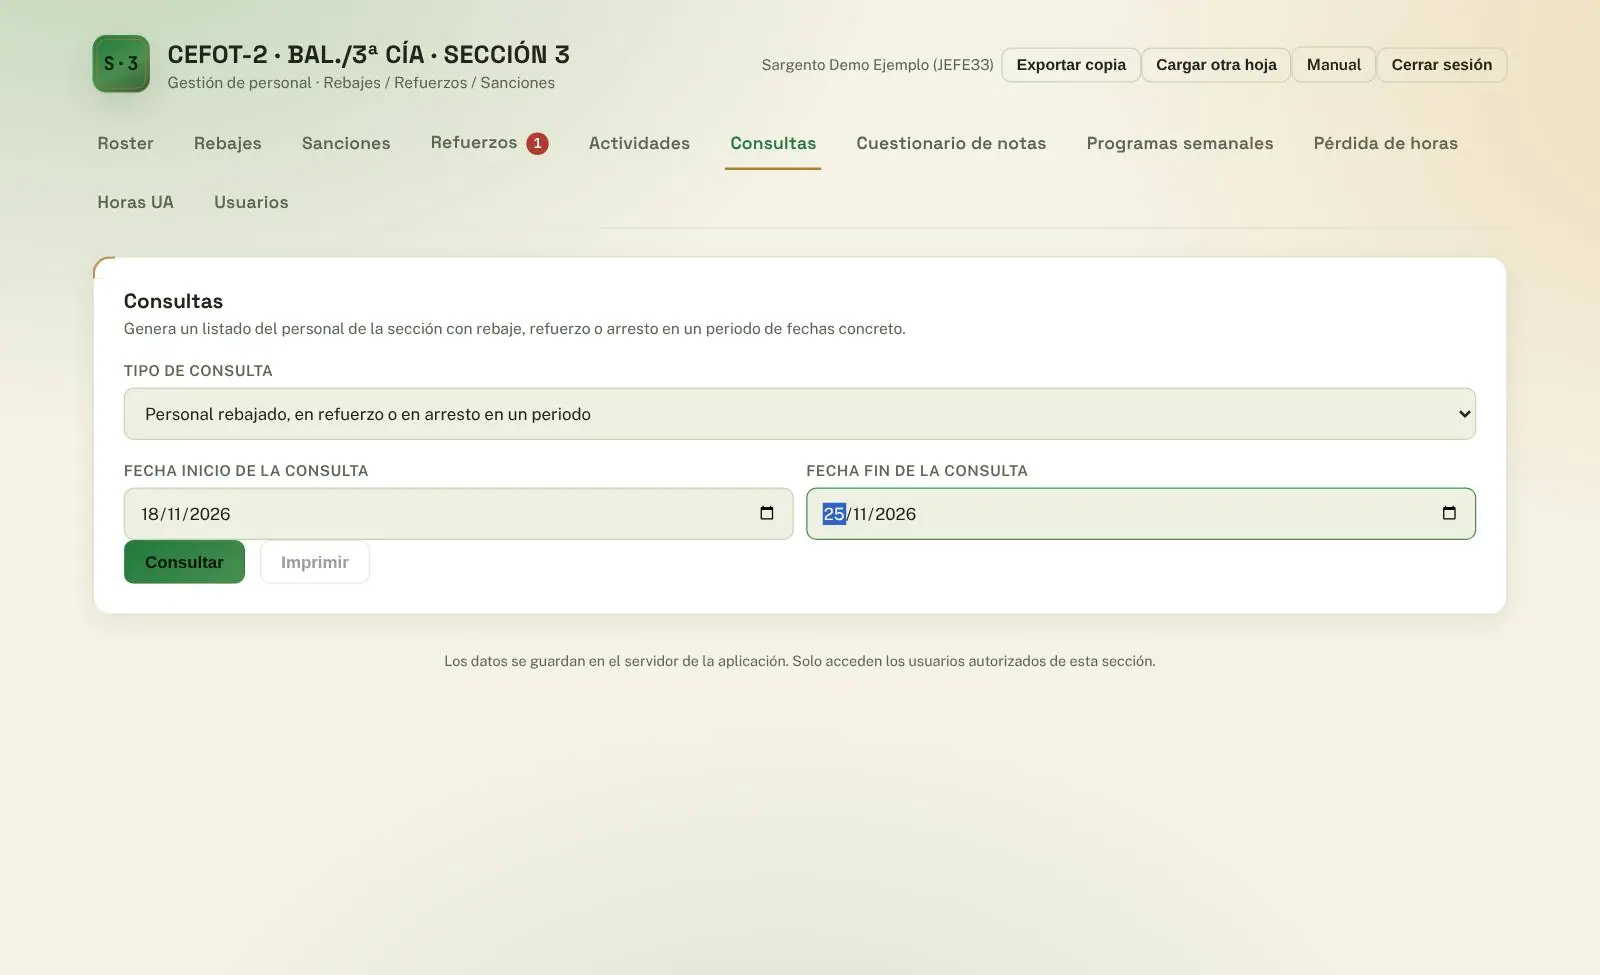 S·3
CEFOT-2 · BAL./3ª CÍA · SECCIÓN 3
Gestión de personal · Rebajes / Refuerzos / Sanciones
Sargento Demo Ejemplo (JEFE33) Exportar copia Cargar otra hoja Manual Cerrar sesión
Roster Rebajes Sanciones Refuerzos 1 Actividades Consultas Cuestionario de notas Programas semanales Pérdida de horas
Horas UA Usuarios
Consultas
Genera un listado del personal de la sección con rebaje, refuerzo o arresto en un periodo de fechas concreto.
TIPO DE CONSULTA
Personal rebajado, en refuerzo o en arresto en un periodo
FECHA INICIO DE LA CONSULTA FECHA FIN DE LA CONSULTA
18/11/2026 25/11/2026
Consultar Imprimir
Los datos se guardan en el servidor de la aplicación. Solo acceden los usuarios autorizados de esta sección.